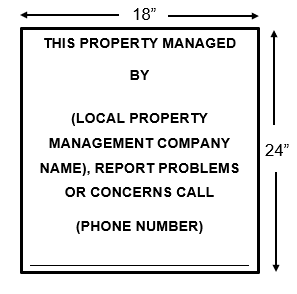 18”
THIS PROPERTY MANAGED
BY
(LOCAL PROPERTY
MANAGEMENT COMPANY
NAME), REPORT PROBLEMS
OR CONCERNS CALL
(PHONE NUMBER)
24”